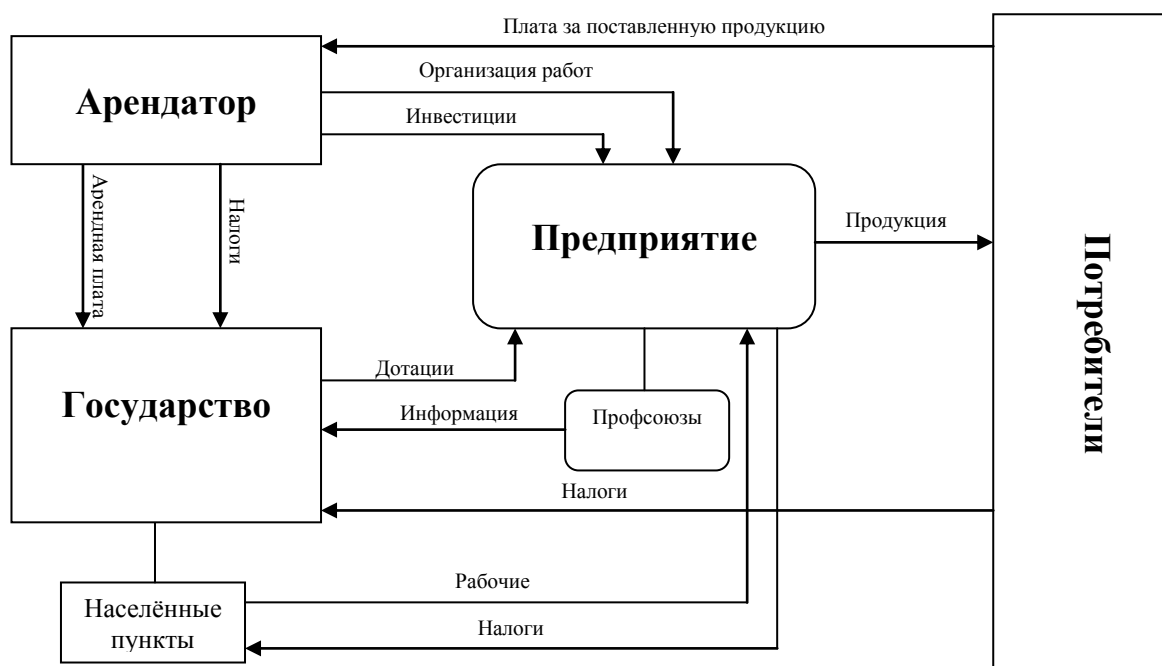 Плата за поставленную продукцию
Арендатор
Организация работ
Инвестиции
Арендная плата
Налоги
Предприятие
Продукция
Потребители
Государство
Дотации
Информация
Профсоюзы
Налоги
Населённые
пункты
Рабочие
Налоги